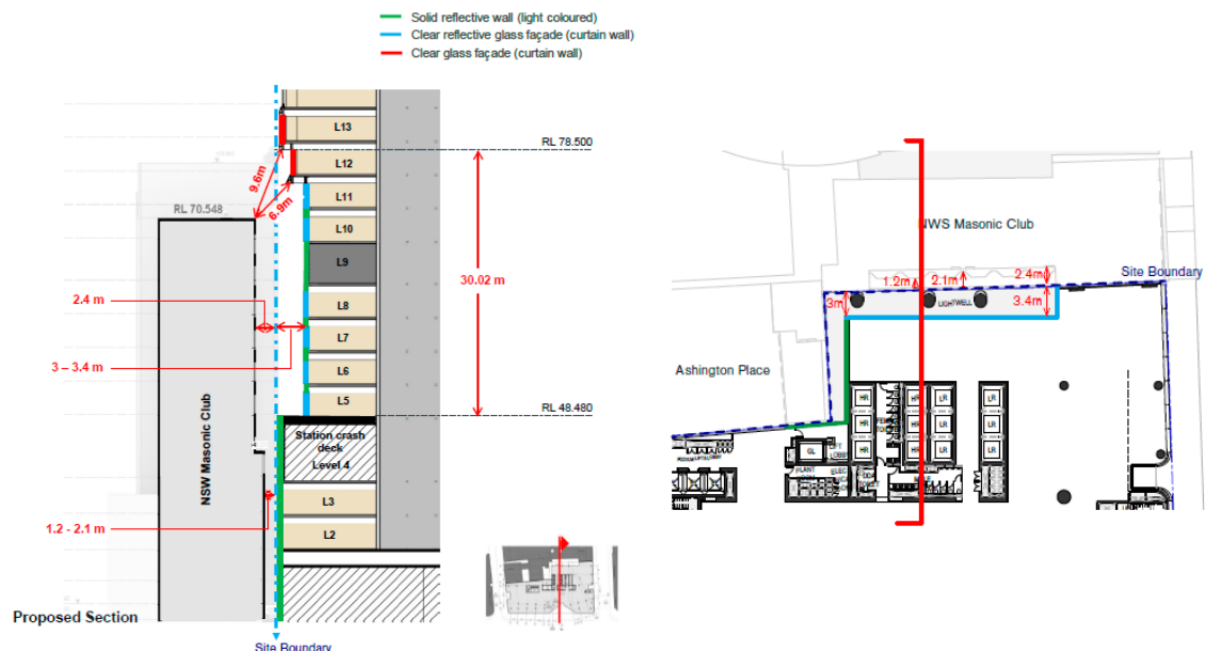 Solid reflective wall (light coloured)
Clear reflective glass façade (curtain wall)
Clear glass façade (curtain wall)
L13
RL 78.500
L12
9.6m
6.9m
L11
RL 70.548
L10
L9
30.02 m
2.4 m
L8
L7
3 – 3.4 m
L6
L5
RL 48.480
Station crash
deck
Level 4
NSW Masonic Club
L3
1.2 - 2.1 m
L2
Proposed Section
Site Boundary
NWS Masonic Club
Site Boundary
1.2m
2.1m
2.4m
3m
LIGHTWELL
3.4m
Ashington Place
HR
HR
HR
LR
LR
HR
HR
LR
LR
HR
HR
LR
LR
GL